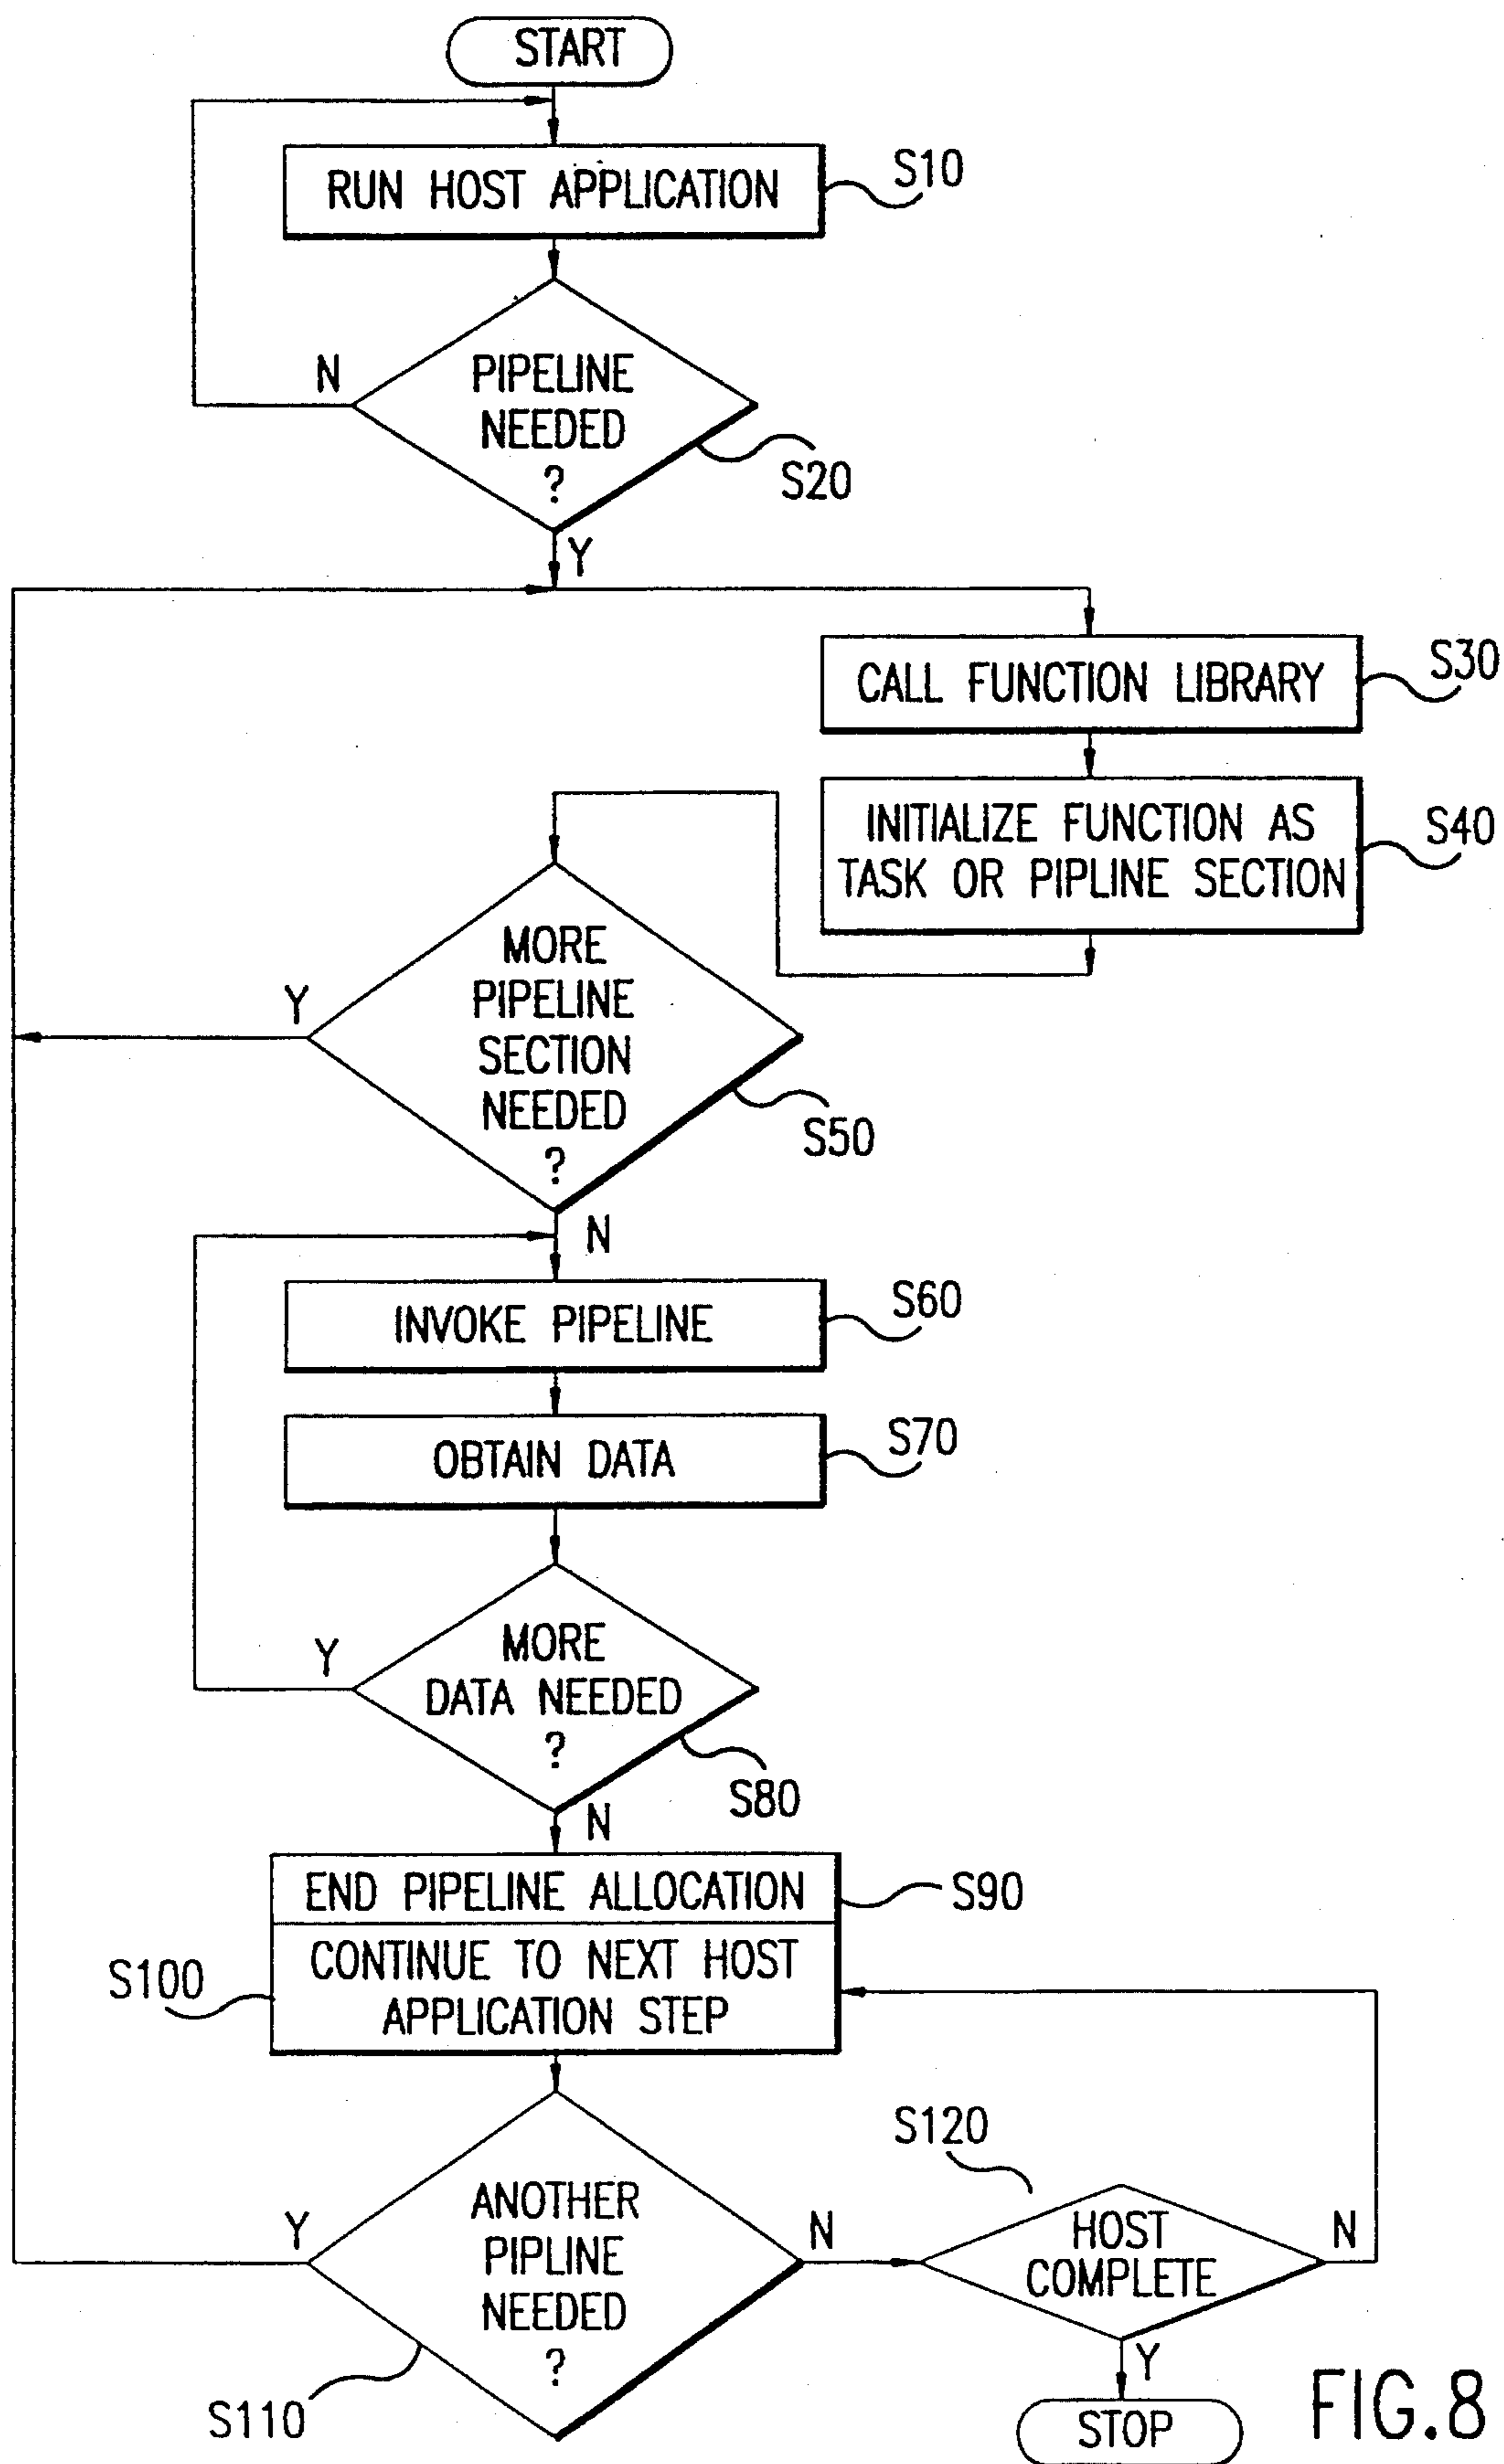 START
RUN HOST APPLICATION
S10
N
PIPELINE
NEEDED
?
S20
Y
CALL FUNCTION LIBRARY
S30
INITIALIZE FUNCTION AS
TASK OR PIPLINE SECTION
S40
Y
MORE
PIPELINE
SECTION
NEEDED
?
S50
N
INVOKE PIPELINE
S60
OBTAIN DATA
S70
Y
MORE
DATA NEEDED
?
S80
N
END PIPELINE ALLOCATION
S90
S100
CONTINUE TO NEXT HOST
APPLICATION STEP
Y
ANOTHER
PIPLINE
NEEDED
?
S110
N
S120
HOST
COMPLETE
N
Y
STOP
FIG.8